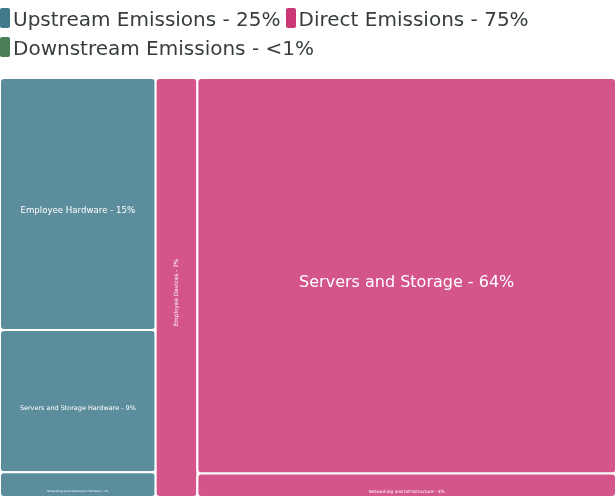 Upstream Emissions - 25% Direct Emissions - 75%
Downstream Emissions - <1%
Employee Hardware - 15%
Servers and Storage Hardware - 9%
Employee Devices - 7%
Servers and Storage - 64%
Networking and Infrastructure - 4%